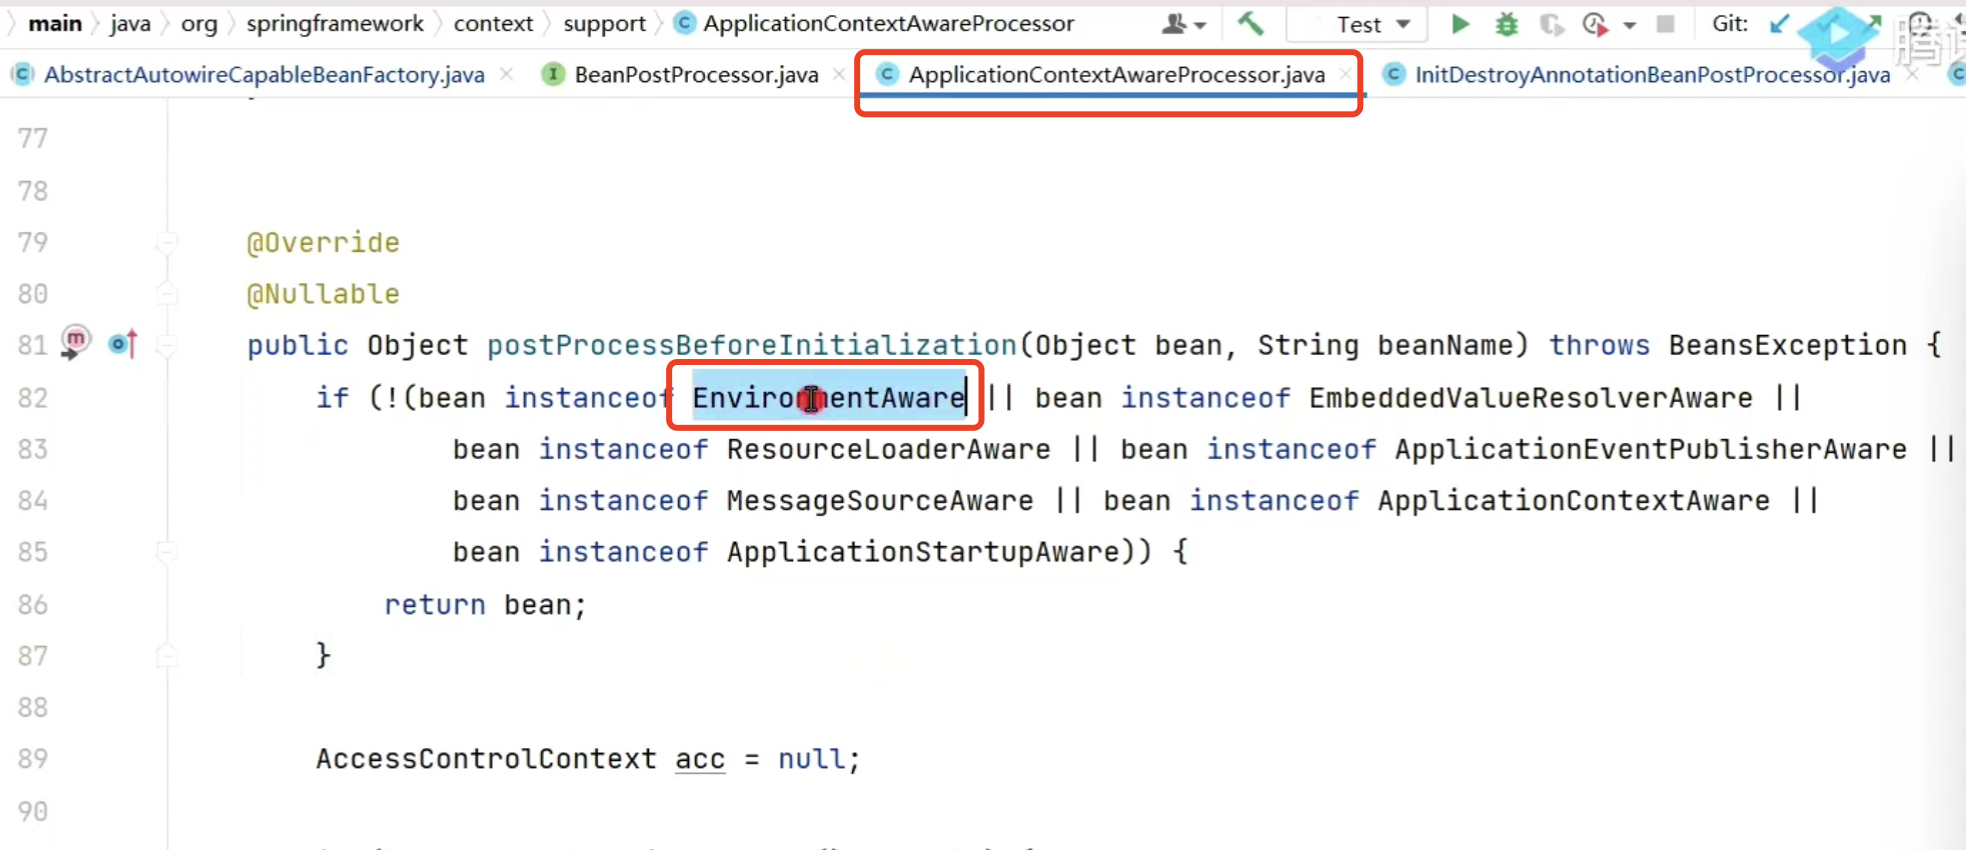 main java org springframework context support ApplicationContextAwareProcessor Test Git:
AbstractAutowireCapableBeanFactory.java BeanPostProcessor.java ApplicationContextAwareProcessor.java InitDestroyAnnotationBeanPostProcessor.java
77
78
79 @Override
80 @Nullable
81 public Object postProcessBeforeInitialization(Object bean, String beanName) throws BeansException {
82 if (!(bean instanceof EnvironmentAware || bean instanceof EmbeddedValueResolverAware ||
83 bean instanceof ResourceLoaderAware || bean instanceof ApplicationEventPublisherAware ||
84 bean instanceof MessageSourceAware || bean instanceof ApplicationContextAware ||
85 bean instanceof ApplicationStartupAware)) {
86 return bean;
87 }
88
89 AccessControlContext acc = null;
90